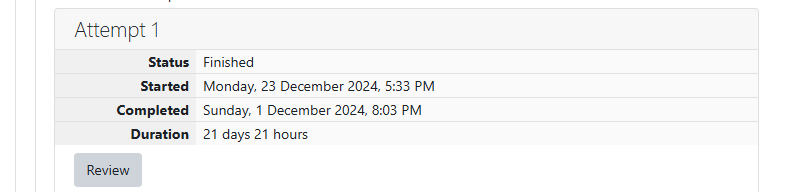 Attempt 1
Status Finished
Started Monday, 23 December 2024, 5:33 PM
Completed Sunday, 1 December 2024, 8:03 PM
Duration 21 days 21 hours
Review